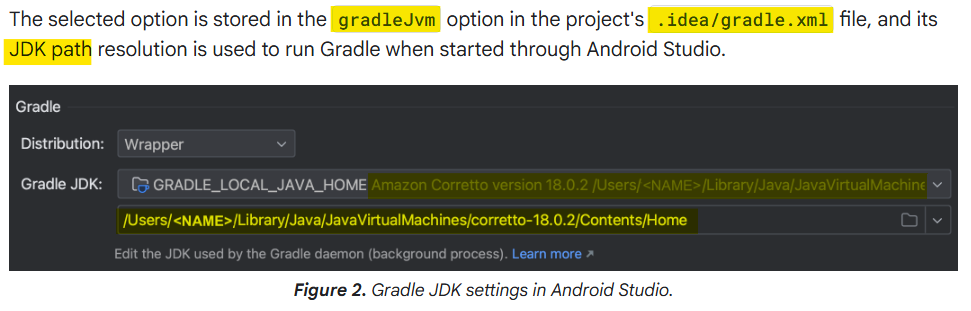 The selected option is stored in the gradleJvm option in the project's .idea/gradle.xml file, and its
JDK path resolution is used to run Gradle when started through Android Studio.
Gradle
Distribution: Wrapper
Gradle JDK: GRADLE_LOCAL_JAVA_HOME Amazon Corretto version 18.0.2 /Users/<NAME>/Library/Java/JavaVirtualMachine
/Users/<NAME>/Library/Java/JavaVirtualMachines/corretto-18.0.2/Contents/Home
Edit the JDK used by the Gradle daemon (background process). Learn more ↗
Figure 2. Gradle JDK settings in Android Studio.